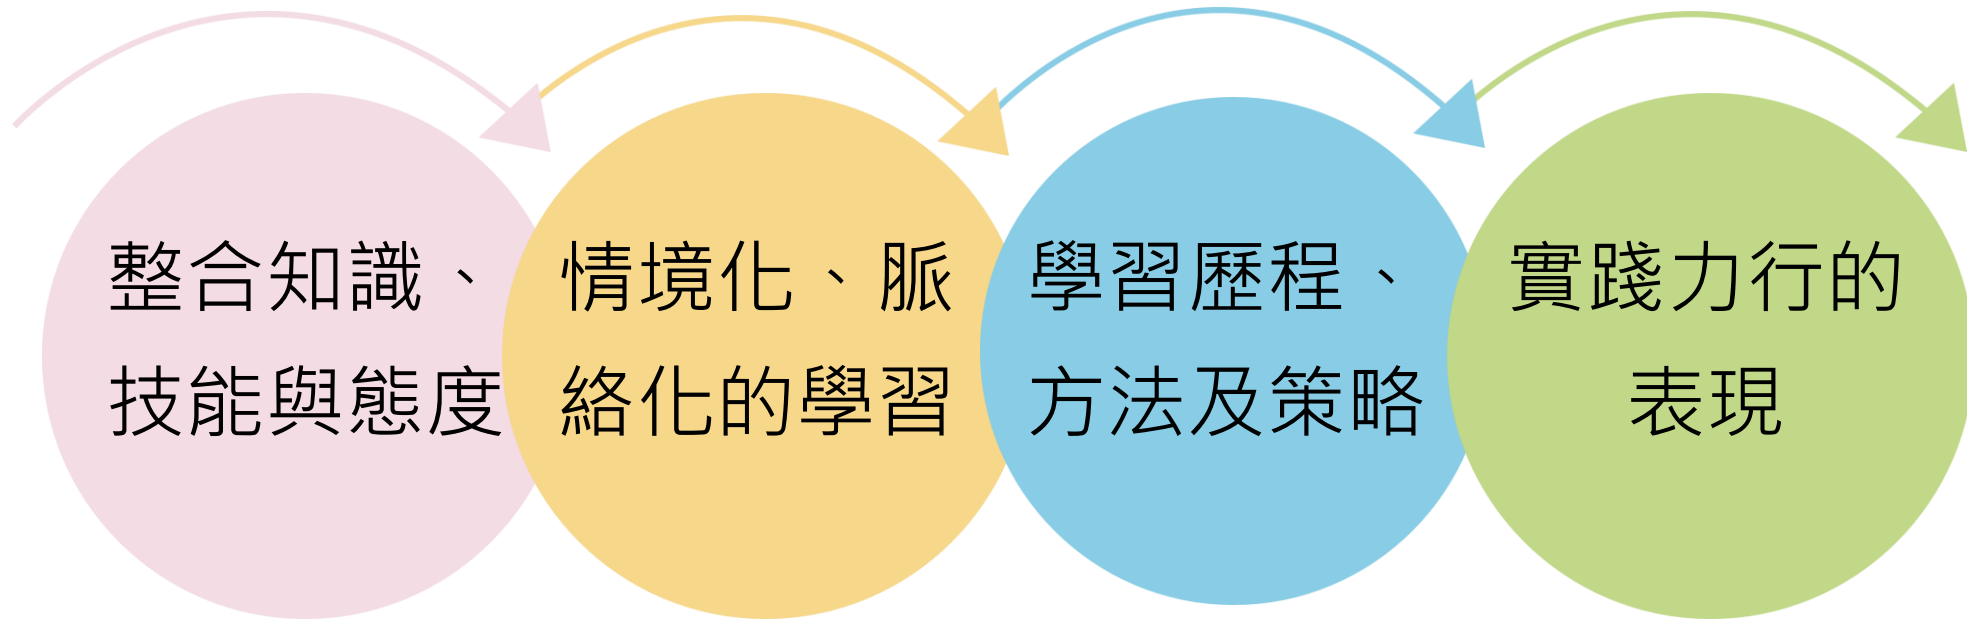 整合知識、
技能與態度
情境化、脈
絡化的學習
學習歷程、
方法及策略
實踐力行的
表現